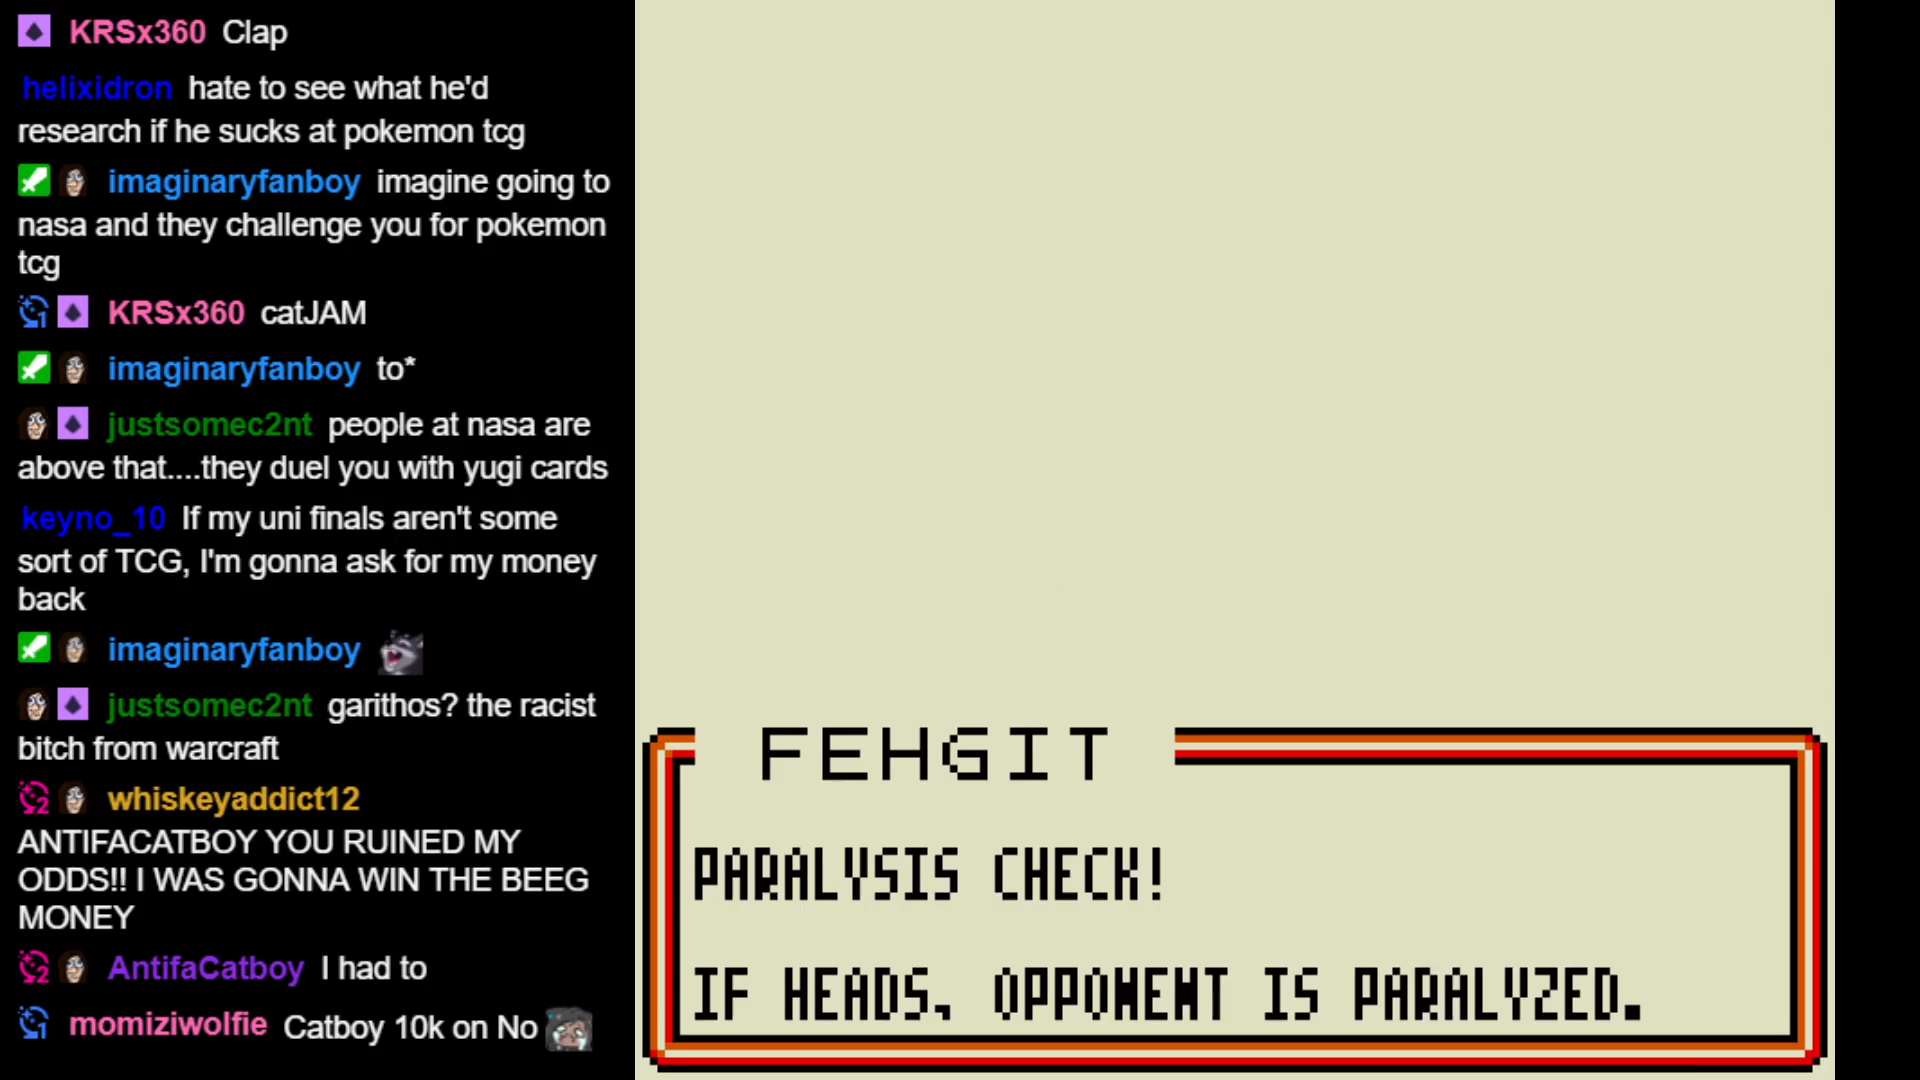 KRSx360 Clap
helixidron hate to see what he'd
research if he sucks at pokemon tcg
imaginaryfanboy imagine going to
nasa and they challenge you for pokemon
tcg
KRSx360 catJAM
imaginaryfanboy to*
justsomec2nt people at nasa are
above that....they duel you with yugi cards
keyno_10 If my uni finals aren't some
sort of TCG, I'm gonna ask for my money
back
imaginaryfanboy
justsomec2nt garithos? the racist
bitch from warcraft
whiskeyaddict12
ANTIFACATBOY YOU RUINED MY
ODDS!! I WAS GONNA WIN THE BEEG
MONEY
AntifaCatboy I had to
momiziwolfie Catboy 10k on No
FEHGIT
PARALYSIS CHECK!
IF HEADS, OPPONENT IS PARALYZED.